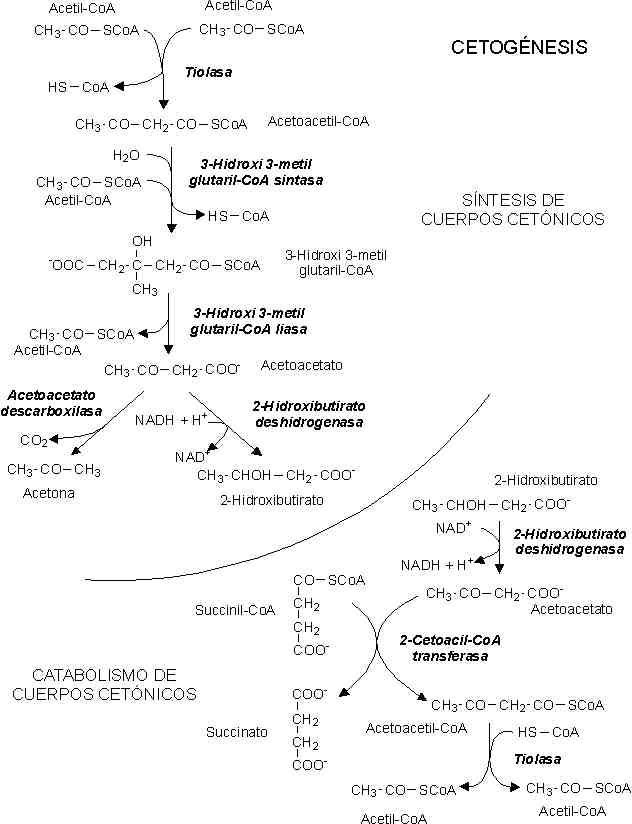 Acetil-CoA
Acetil-CoA
CH3-CO-SCoA
CH3-CO-SCoA
CETOGÉNESIS
Tiolasa
HS-CoA
CH3-CO-CH2-CO-SCoA
Acetoacetil-CoA
H2O
3-Hidroxi 3-metil
glutaril-CoA sintasa
CH3-CO-SCoA
Acetil-CoA
HS-CoA
SÍNTESIS DE
CUERPOS CETÓNICOS
OH
-OOC-CH2-C-CH2-CO-SCoA
CH3
3-Hidroxi 3-metil
glutaril-CoA
3-Hidroxi 3-metil
glutaril-CoA liasa
CH3-CO-SCoA
Acetil-CoA
CH3-CO-CH2-COO-
Acetoacetato
Acetoacetato
descarboxilasa
CO2
NADH + H+
NAD+
2-Hidroxibutirato
deshidrogenasa
CH3-CO-CH3
Acetona
CH3-CHOH-CH2-COO-
2-Hidroxibutirato
2-Hidroxibutirato
CH3-CHOH-CH2-COO-
NAD+
NADH + H+
2-Hidroxibutirato
deshidrogenasa
CO-SCoA
CH2
CH2
COO-
Succinil-CoA
CH3-CO-CH2-COO-
Acetoacetato
2-Cetoacil-CoA
transferasa
CATABOLISMO DE
CUERPOS CETÓNICOS
COO-
CH2
CH2
COO-
Succinato
CH3-CO-CH2-CO-SCoA
Acetoacetil-CoA
HS-CoA
Tiolasa
CH3-CO-SCoA
Acetil-CoA
CH3-CO-SCoA
Acetil-CoA